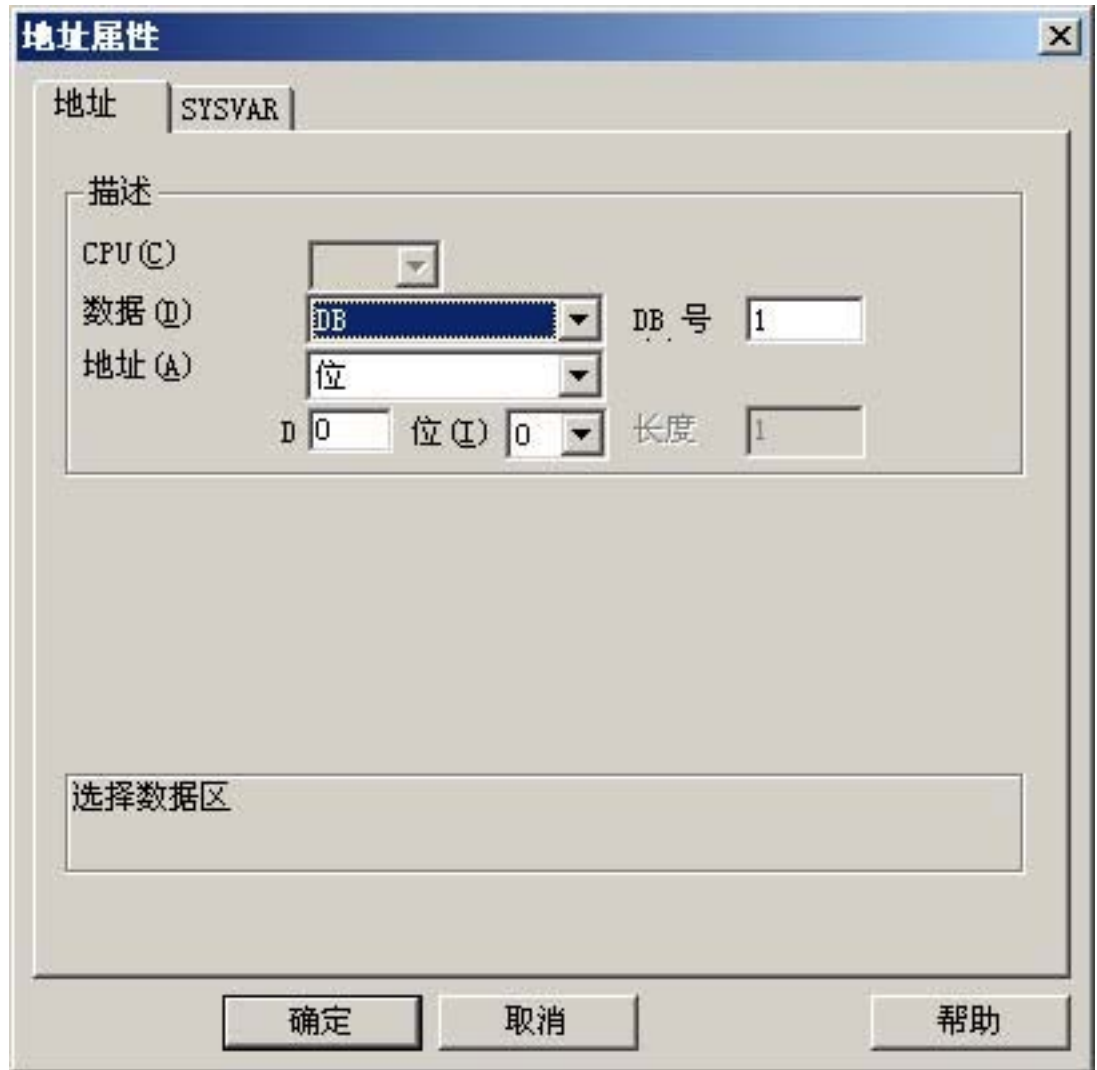 地址属性
地址 SYSVAR
描述
CPU(C)
数据(D) DB DB 号 1
地址(A) 位
D 0 位(I) 0 长度 1
选择数据区
确定 取消 帮助